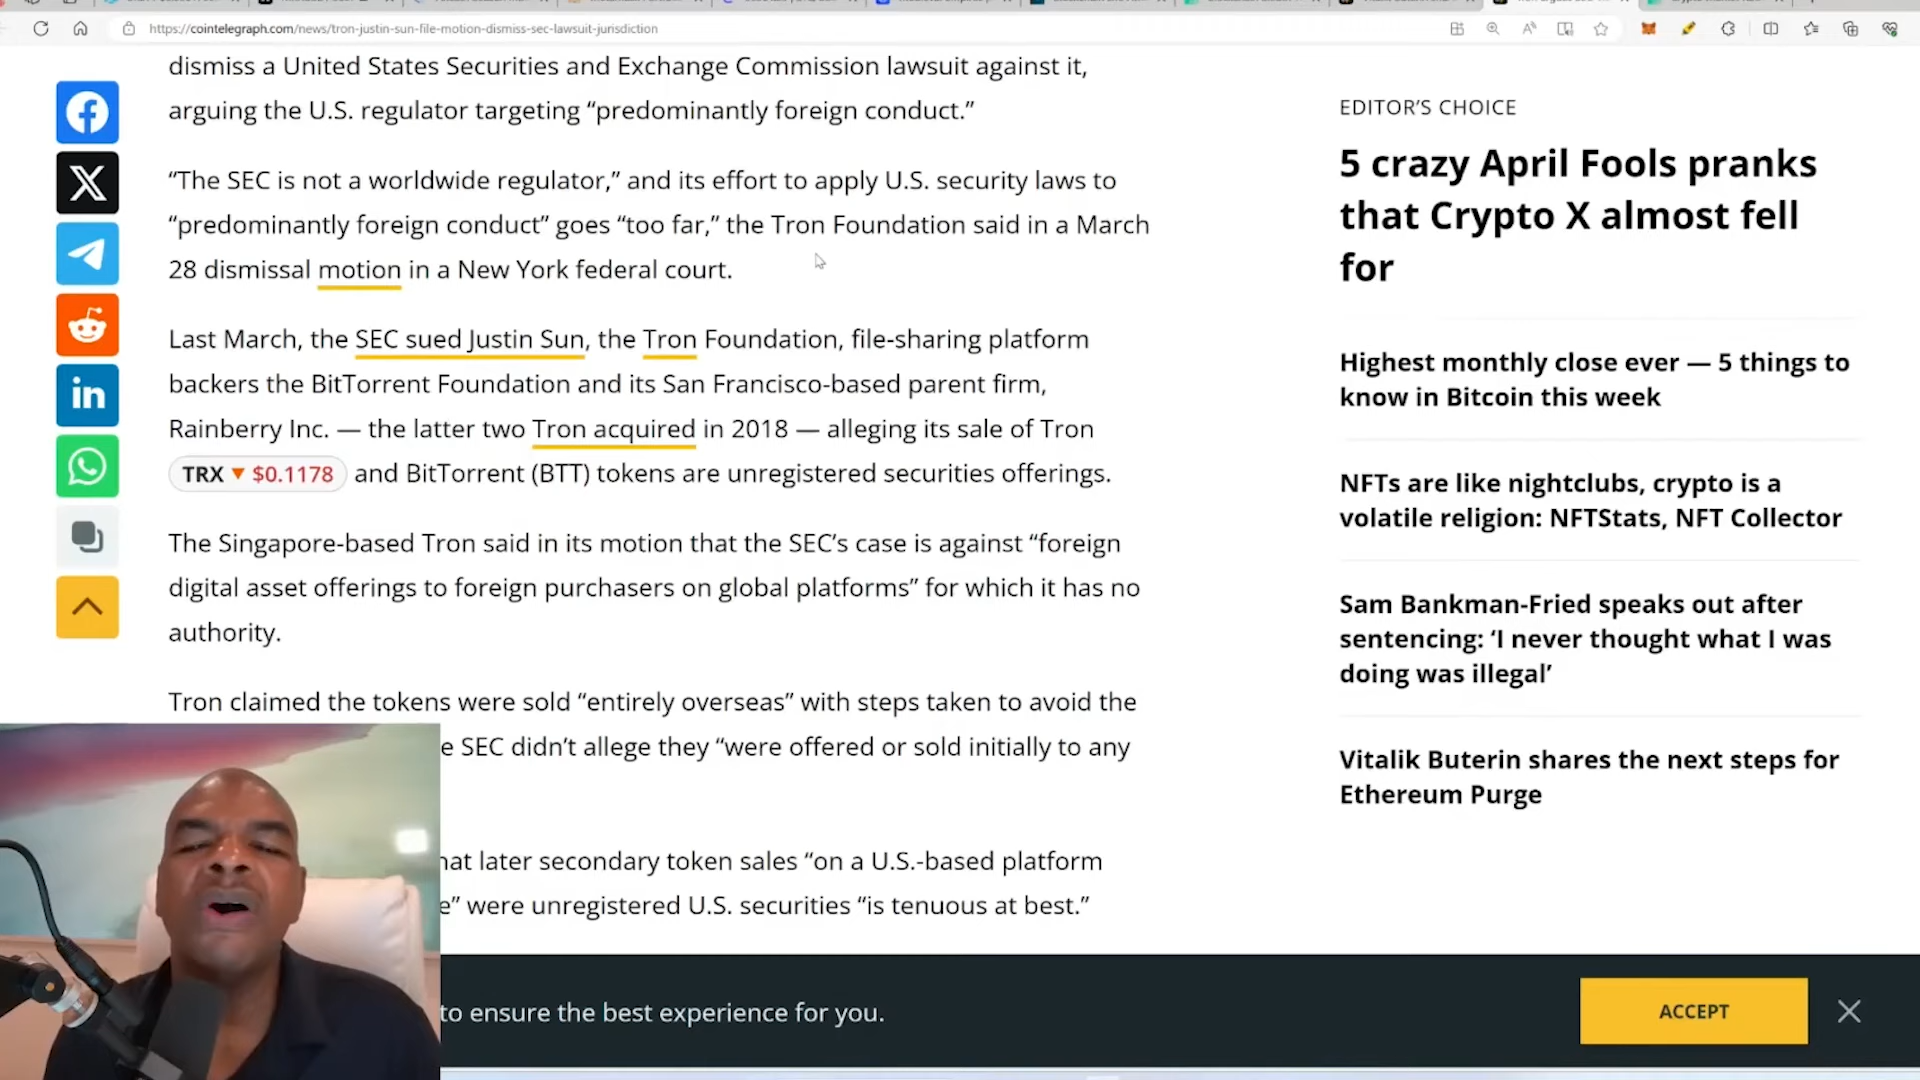 https://cointelegraph.com/news/tron-justin-sun-file-motion-dismiss-sec-lawsuit-jurisdiction
dismiss a United States Securities and Exchange Commission lawsuit against it,
arguing the U.S. regulator targeting “predominantly foreign conduct.”
“The SEC is not a worldwide regulator,” and its effort to apply U.S. security laws to
“predominantly foreign conduct” goes “too far,” the Tron Foundation said in a March
28 dismissal motion in a New York federal court.
Last March, the SEC sued Justin Sun, the Tron Foundation, file-sharing platform
backers the BitTorrent Foundation and its San Francisco-based parent firm,
Rainberry Inc. — the latter two Tron acquired in 2018 — alleging its sale of Tron
TRX ▼ $0.1178 and BitTorrent (BTT) tokens are unregistered securities offerings.
The Singapore-based Tron said in its motion that the SEC’s case is against “foreign
digital asset offerings to foreign purchasers on global platforms” for which it has no
authority.
Tron claimed the tokens were sold “entirely overseas” with steps taken to avoid the
e SEC didn’t allege they “were offered or sold initially to any
hat later secondary token sales “on a U.S.-based platform
e” were unregistered U.S. securities “is tenuous at best.”
EDITOR’S CHOICE
5 crazy April Fools pranks
that Crypto X almost fell
for
Highest monthly close ever — 5 things to
know in Bitcoin this week
NFTs are like nightclubs, crypto is a
volatile religion: NFTStats, NFT Collector
Sam Bankman-Fried speaks out after
sentencing: ‘I never thought what I was
doing was illegal’
Vitalik Buterin shares the next steps for
Ethereum Purge
to ensure the best experience for you.
ACCEPT